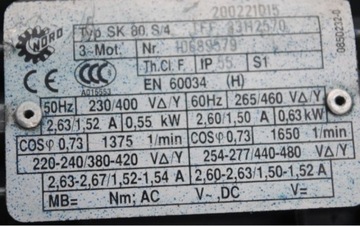 200221015
NORD
Typ SK 80 S/4
3~Mot. Nr.
CCC
Th.Cl.F IP 55 S1
A015553
EN 60034 (H)
50Hz 230/400 V∆/Y 60Hz 265/460 V∆/Y
2,63/1,52 A 0,55 kW 2,60/1,50 A 0,63 kW
COSφ 0,73 1375 1/min COSφ 0,73 1650 1/min
220-240/380-420 V∆/Y 254-277/440-480 V∆/Y
2,63-2,67/1,52-1,54 A 2,60-2,63/1,50-1,52 A
MB= Nm; AC V~,DC V=
0850232-0